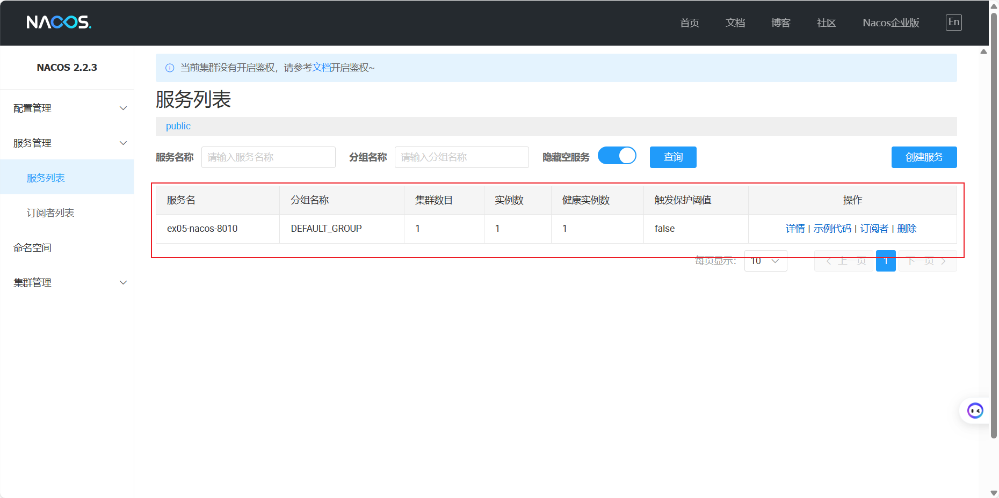 NACOS.
首页 文档 博客 社区 Nacos企业版 En
NACOS 2.2.3
配置管理
服务管理
服务列表
订阅者列表
命名空间
集群管理
当前集群没有开启鉴权，请参考文档开启鉴权~
服务列表
public
服务名称 请输入服务名称 分组名称 请输入分组名称 隐藏空服务 查询 创建服务
服务名 分组名称 集群数目 实例数 健康实例数 触发保护阈值 操作
ex05-nacos-8010 DEFAULT_GROUP 1 1 1 false 详情 | 示例代码 | 订阅者 | 删除
每页显示: 10 上一页 1 下一页